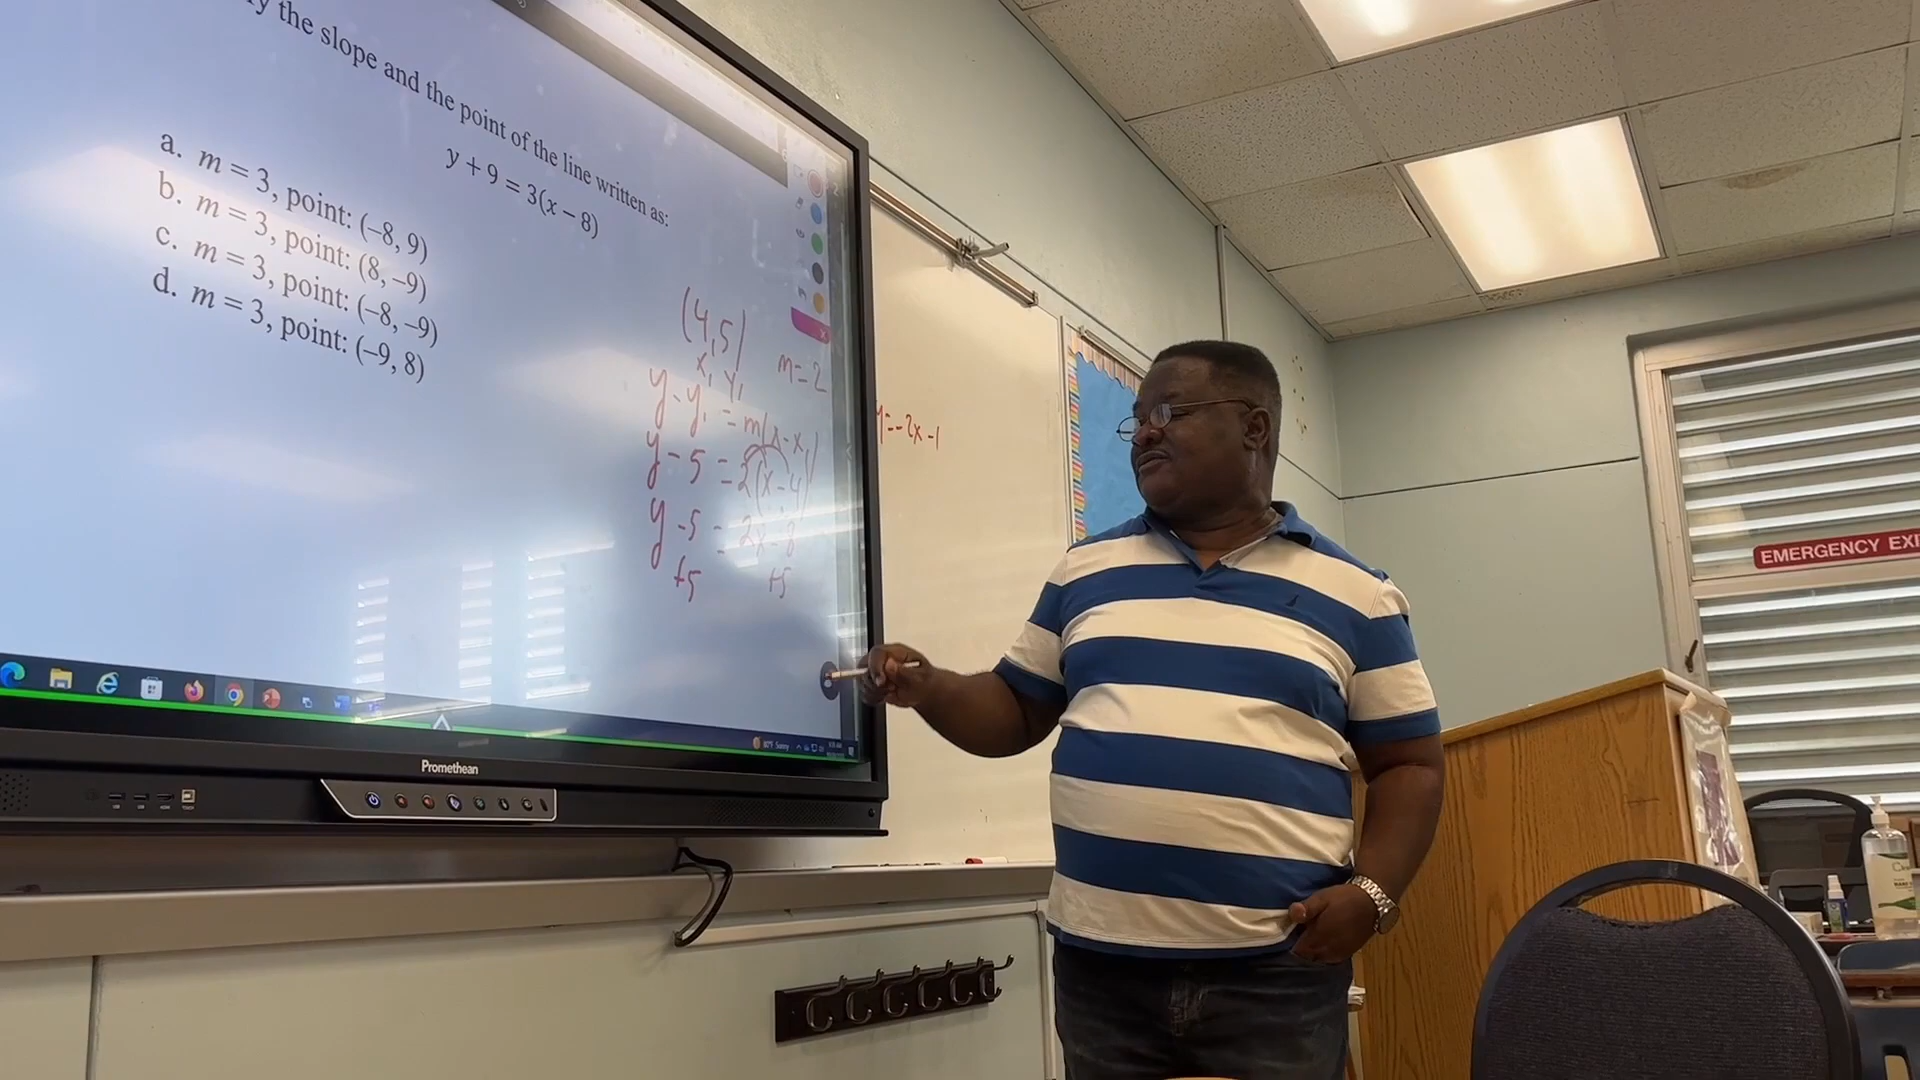 the slope and the point of the line written as:
y + 9 = 3(x – 8)
a. m = 3, point: (–8, 9)
b. m = 3, point: (8, –9)
c. m = 3, point: (–8, –9)
d. m = 3, point: (–9, 8)
(4,5)
x₁ y₁
m=2
y-y₁ = m(x-x₁)
y-5 = 2(x-4)
y-5 = 2x-8
+5 +5
y=-2x-1
EMERGENCY EXI
80°F Sunny
Promethean